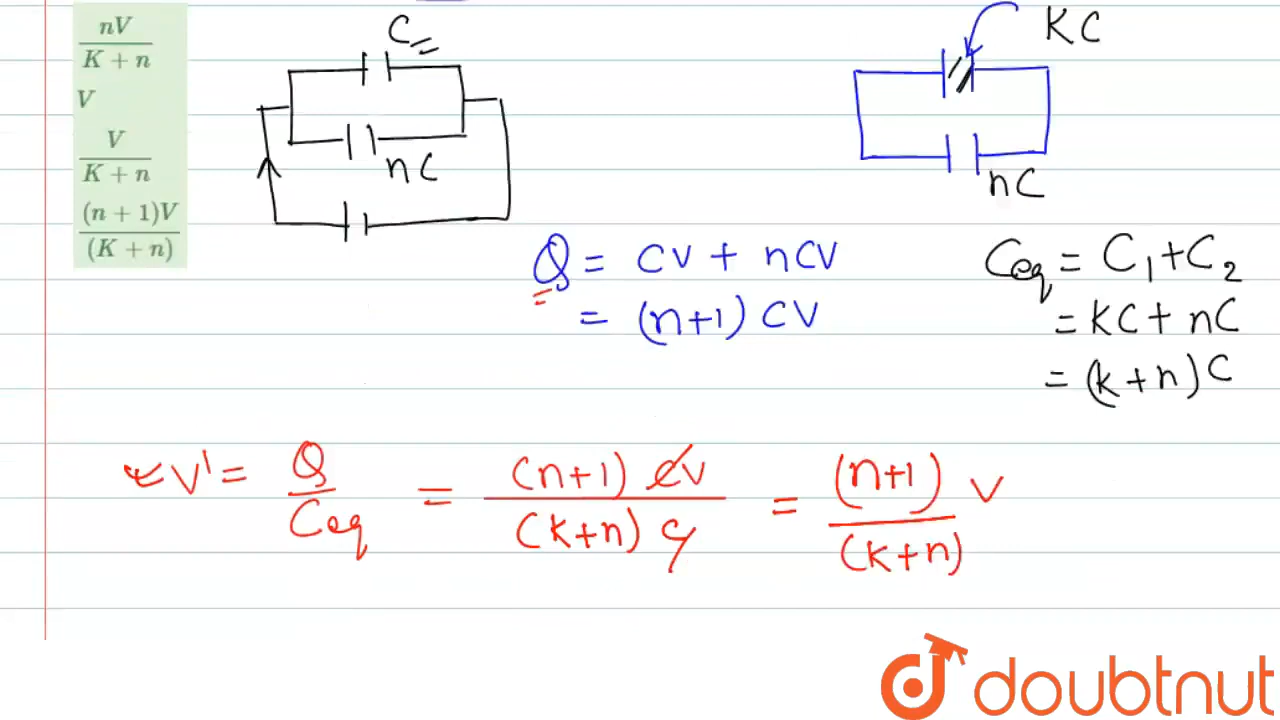 nV / K + n
V
V / K + n
(n + 1)V / (K + n)
C
nC
KC
nC
Q = CV + nCV
= (n+1) CV
Ceq = C₁+C₂
= KC + nC
= (k+n) C
V' = Q / Ceq = (n+1) CV / (k+n) C = (n+1) V / (k+n)
doubtnut